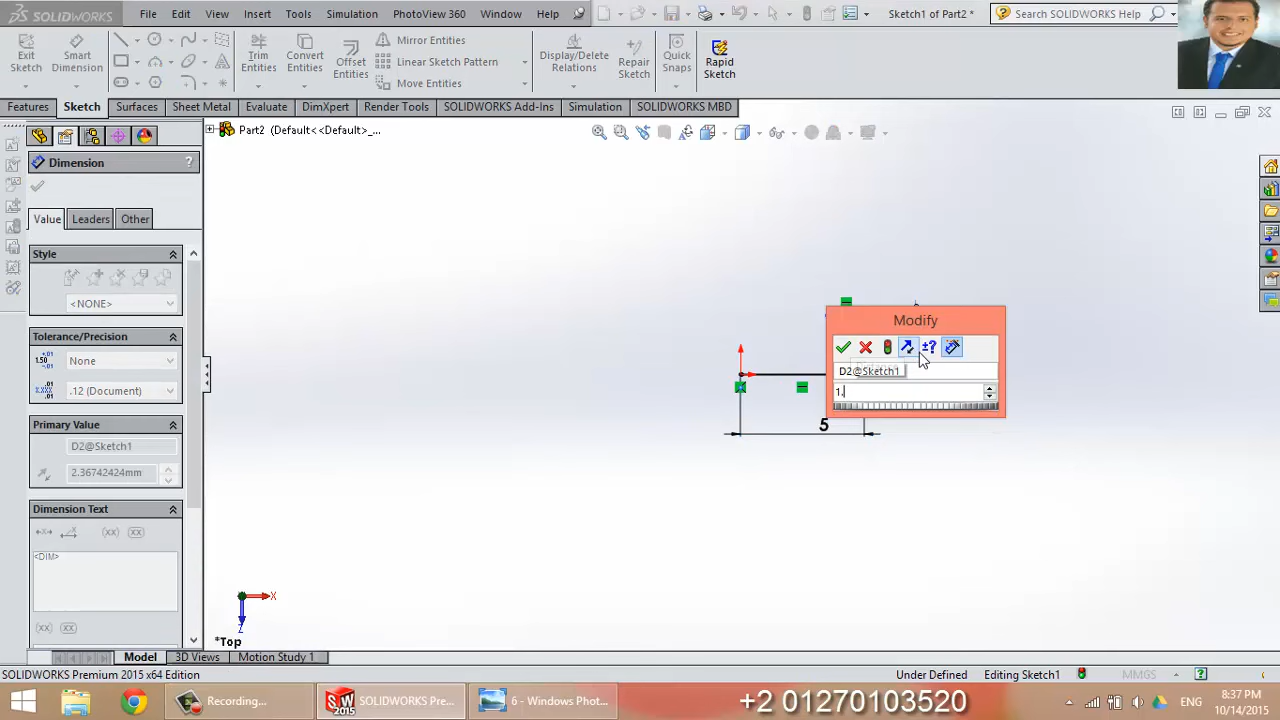 SOLIDWORKS
File Edit View Insert Tools Simulation PhotoView 360 Window Help
Sketch1 of Part2 *
Search SOLIDWORKS Help
Exit Sketch
Smart Dimension
Trim Entities
Convert Entities
Offset Entities
Mirror Entities
Linear Sketch Pattern
Move Entities
Display/Delete Relations
Repair Sketch
Quick Snaps
Rapid Sketch
Features Sketch Surfaces Sheet Metal Evaluate DimXpert Render Tools SOLIDWORKS Add-Ins Simulation SOLIDWORKS MBD
Part2 (Default<<Default>_...
Dimension ?
Value Leaders Other
Style
<NONE>
Tolerance/Precision
None
.12 (Document)
Primary Value
D2@Sketch1
2.36742424mm
Dimension Text
<DIM>
Modify
D2@Sketch1
1.
5
X
Z
*Top
Model 3D Views Motion Study 1
SOLIDWORKS Premium 2015 x64 Edition
Under Defined Editing Sketch1 MMGS
Recording...
SOLIDWORKS Pre...
6 - Windows Phot...
+2 01270103520
ENG
8:37 PM
10/14/2015